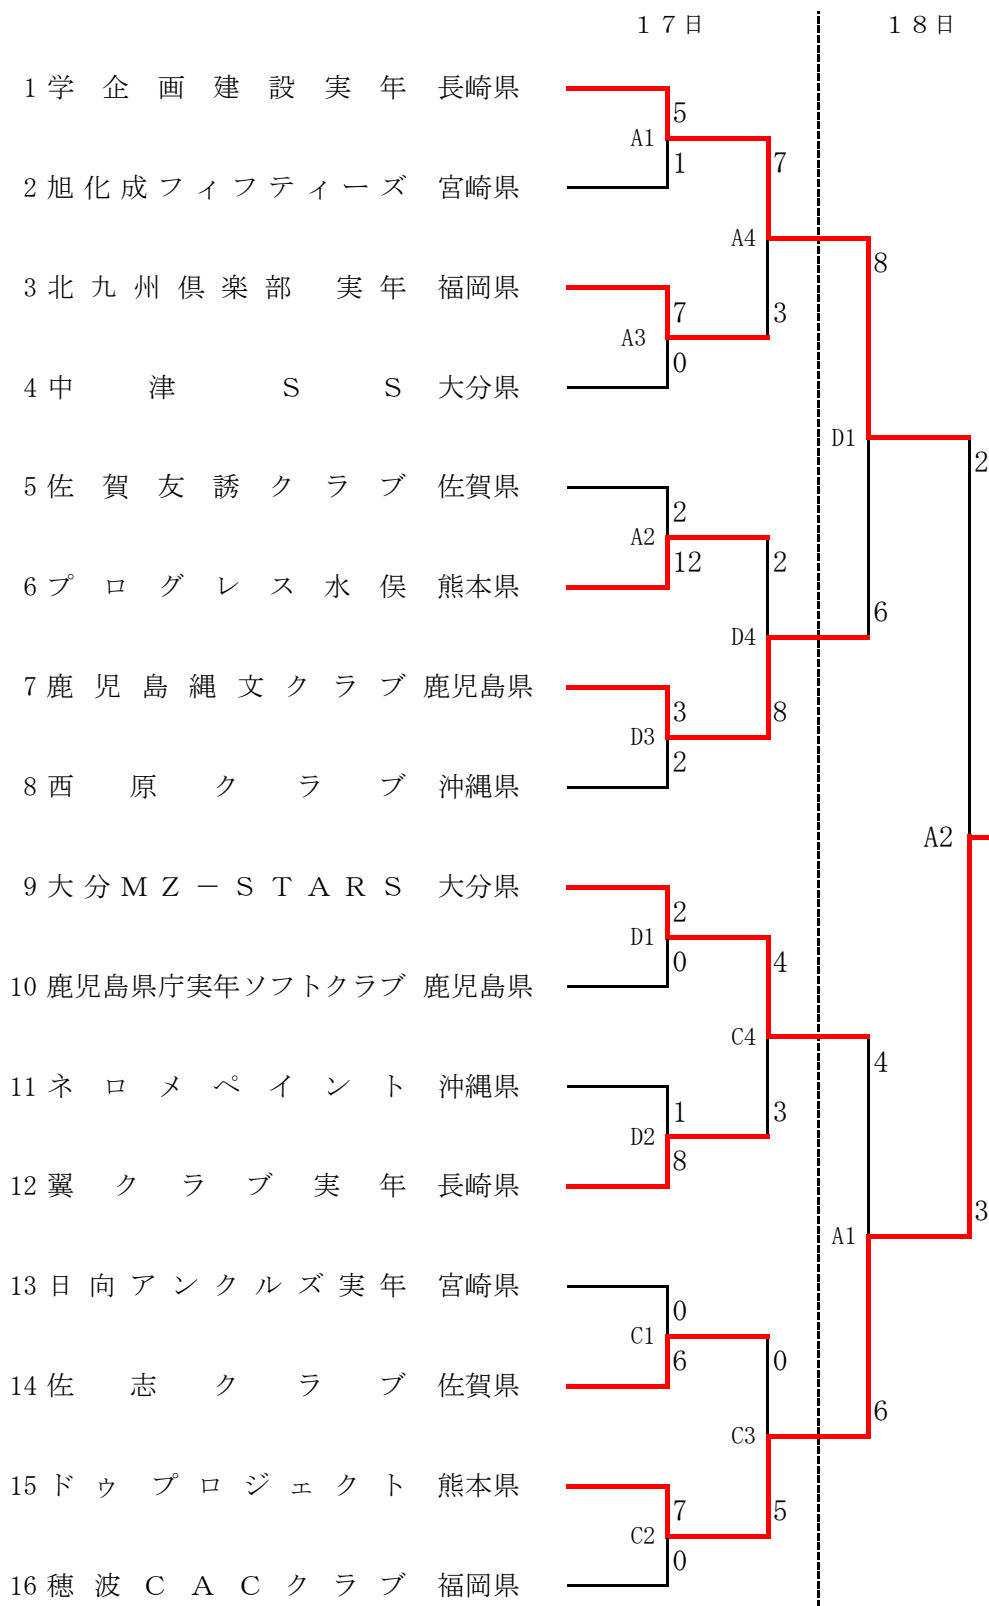 １７日 １８日
1 学企画建設実年 長崎県
5
A1
7
1
2 旭化成フィフティーズ 宮崎県
A4
8
3 北九州倶楽部 実年 福岡県
7
3
A3
0
4 中津ＳＳ 大分県
D1
2
5 佐賀友誘クラブ 佐賀県
2
A2
12
2
6 プログレス水俣 熊本県
6
D4
7 鹿児島縄文クラブ 鹿児島県
3
8
D3
2
8 西原クラブ 沖縄県
A2
9 大分ＭＺ－ＳＴＡＲＳ 大分県
2
D1
0
4
10 鹿児島県庁実年ソフトクラブ 鹿児島県
C4
4
11 ネロメペイント 沖縄県
1
3
D2
8
12 翼クラブ実年 長崎県
3
A1
13 日向アンクルズ実年 宮崎県
0
C1
6
0
14 佐志クラブ 佐賀県
6
C3
15 ドゥプロジェクト 熊本県
7
5
C2
0
16 穂波ＣＡＣクラブ 福岡県